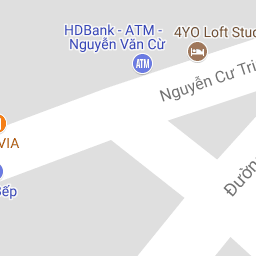 HDBank - ATM -
Nguyễn Văn Cừ
4YO Loft Stud
Nguyễn Cư Tri
VIA
Bếp
Đườn